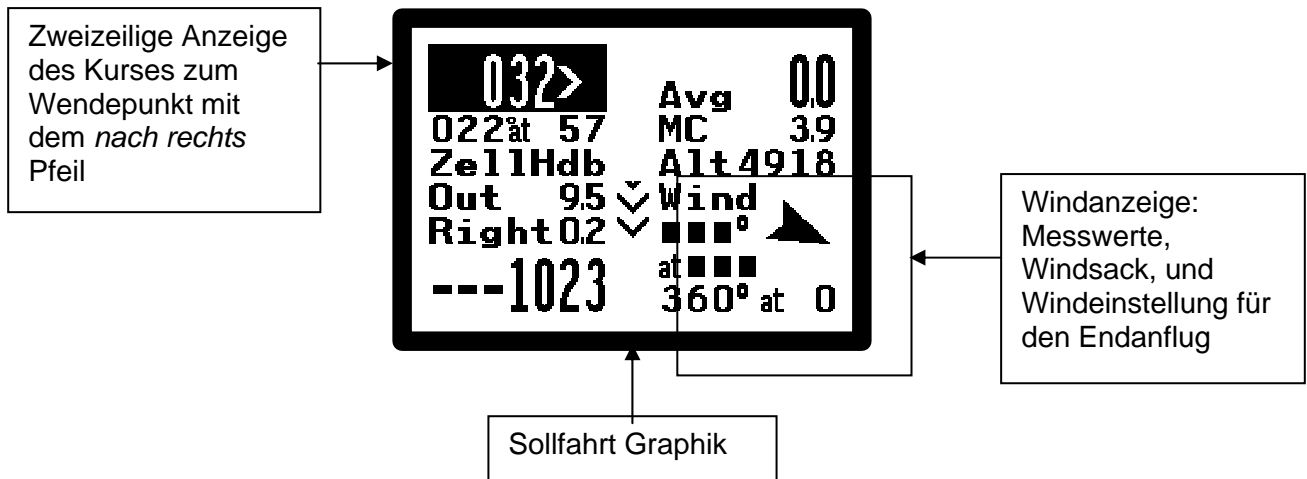 Zweizeilige Anzeige
des Kurses zum
Wendepunkt mit
dem nach rechts
Pfeil
032>
022°at 57
ZellHdb
Out 9.5
Right 0.2
---1023
Avg 0.0
MC 3.9
Alt 4918
Wind
■■■°
at ■■■
360° at 0
Windanzeige:
Messwerte,
Windsack, und
Windeinstellung für
den Endanflug
Sollfahrt Graphik